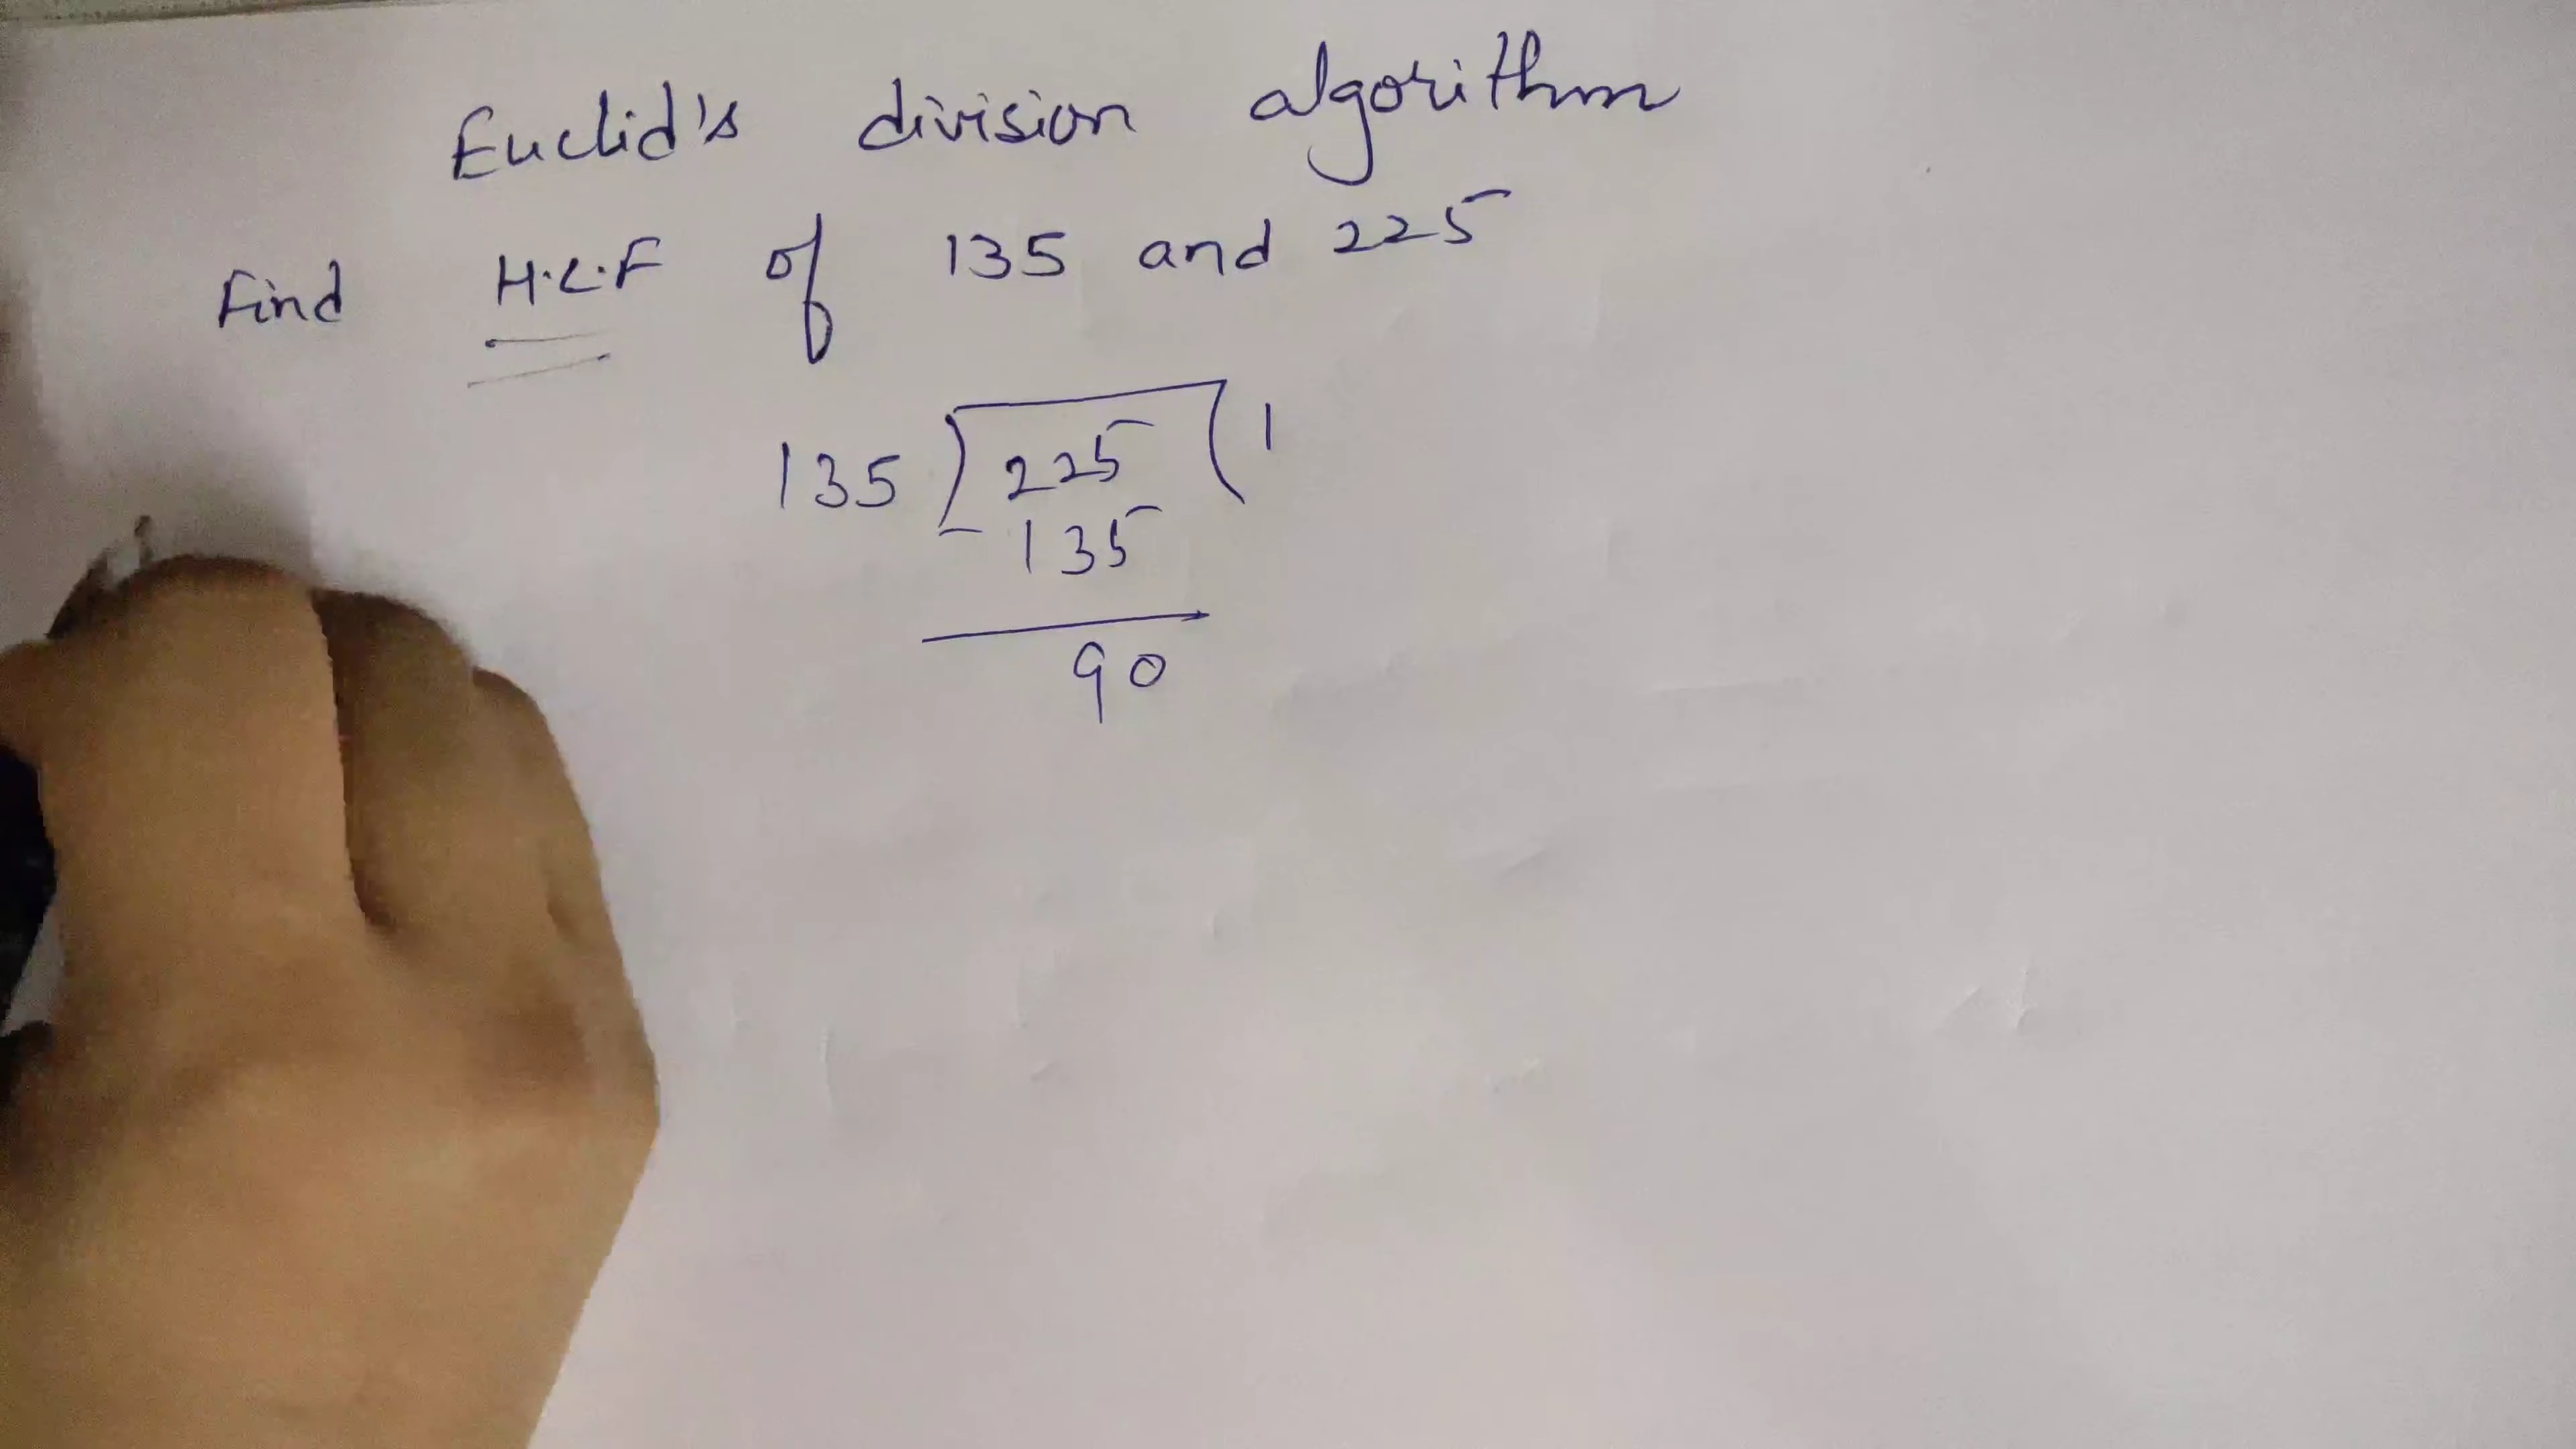 Euclid's division algorithm
Find H.C.F of 135 and 225
135 ) 225 ( 1
- 135
90